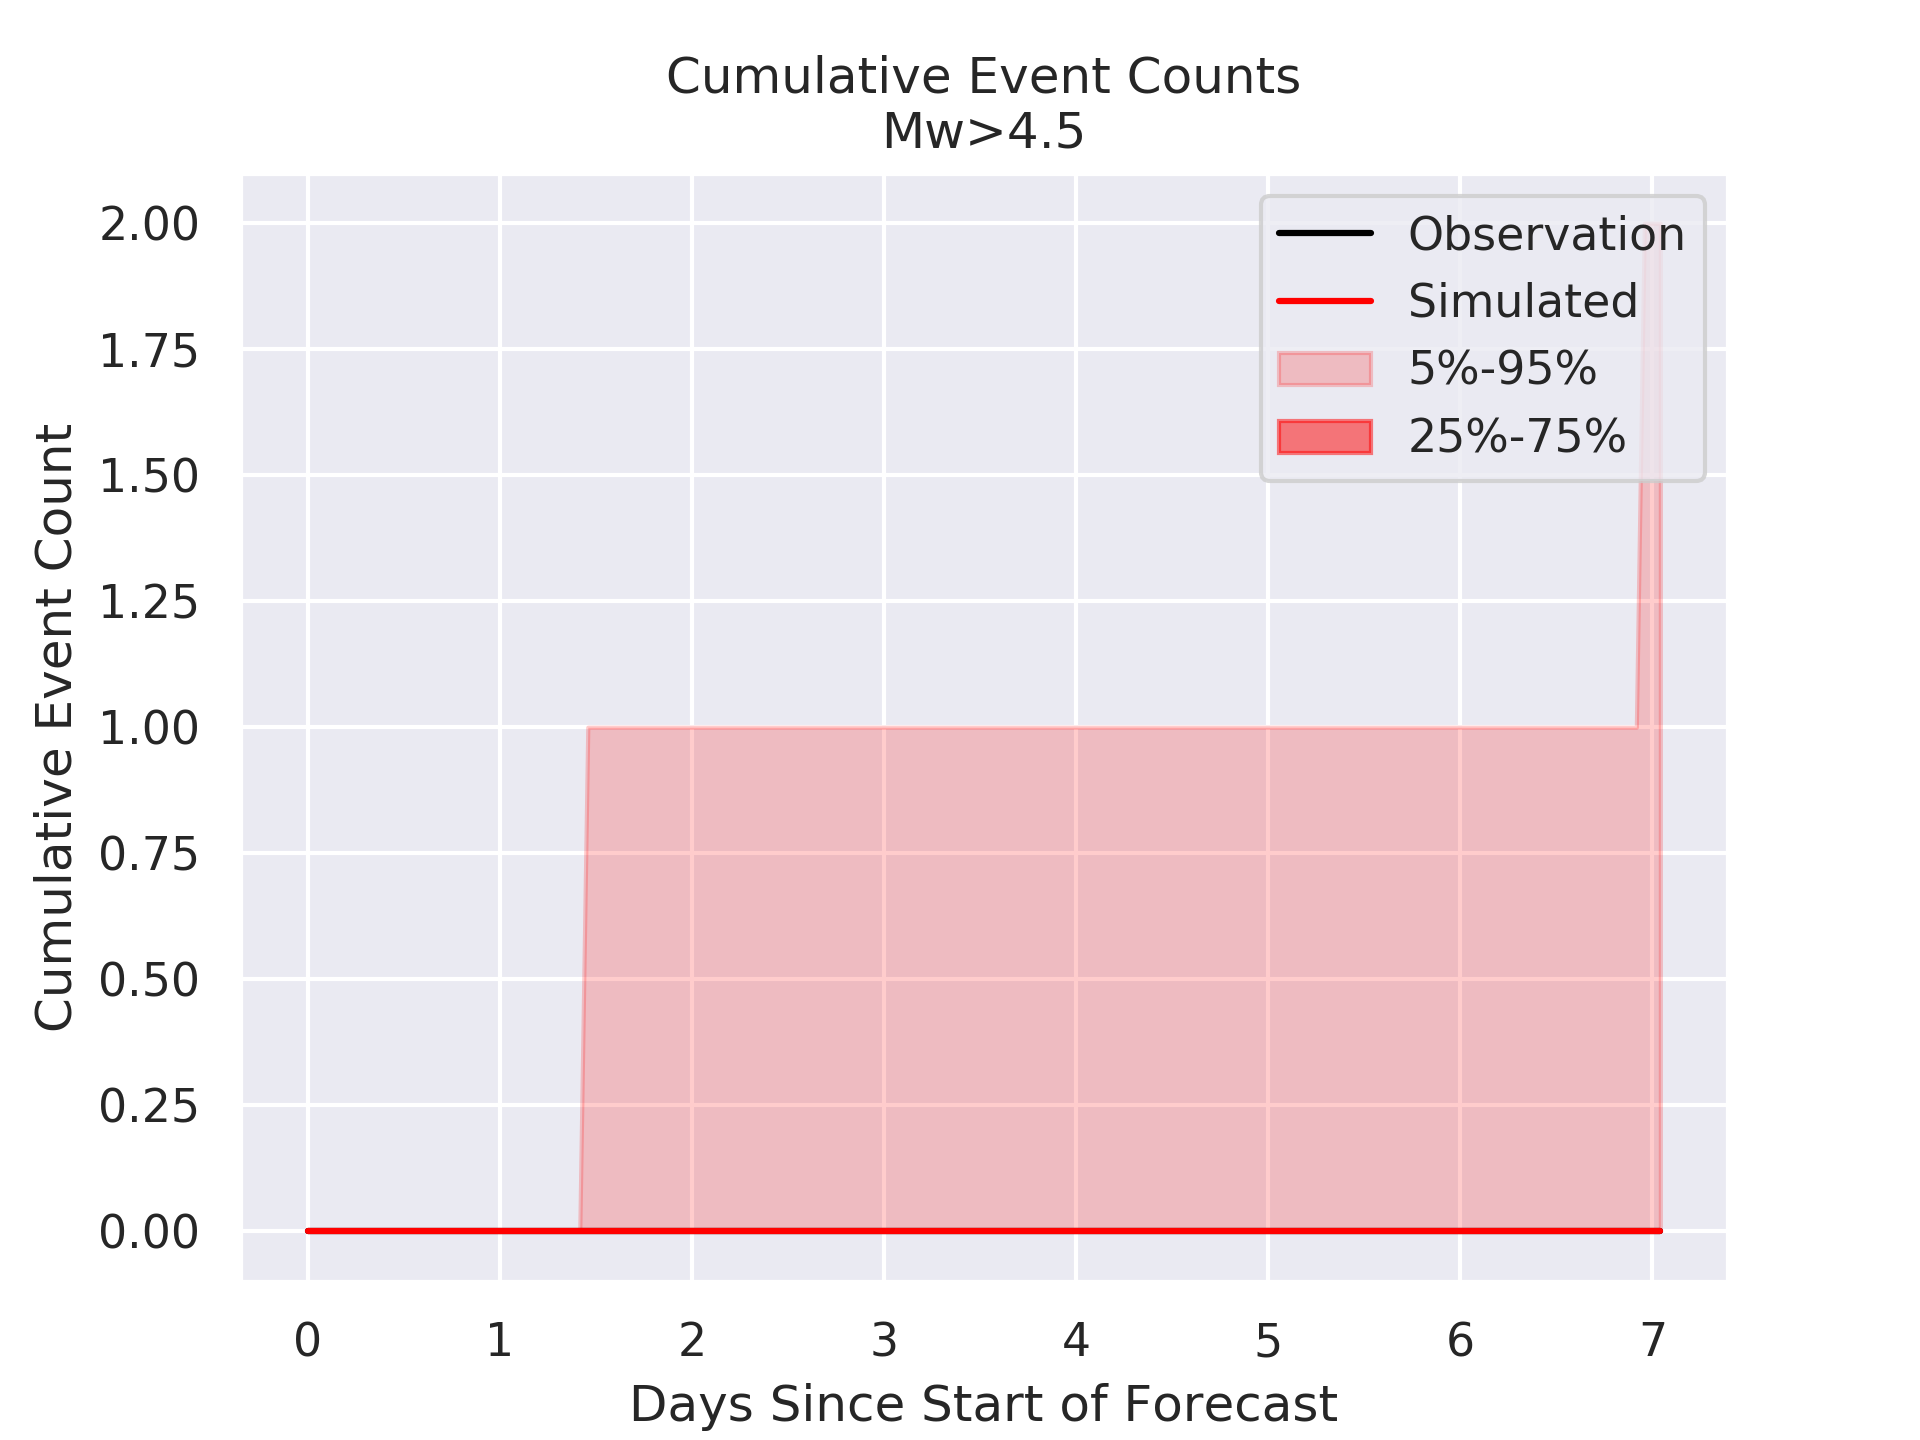 Cumulative Event Counts
Mw>4.5
Cumulative Event Count
2.00
1.75
1.50
1.25
1.00
0.75
0.50
0.25
0.00
Observation
Simulated
5%-95%
25%-75%
0 1 2 3 4 5 6 7
Days Since Start of Forecast